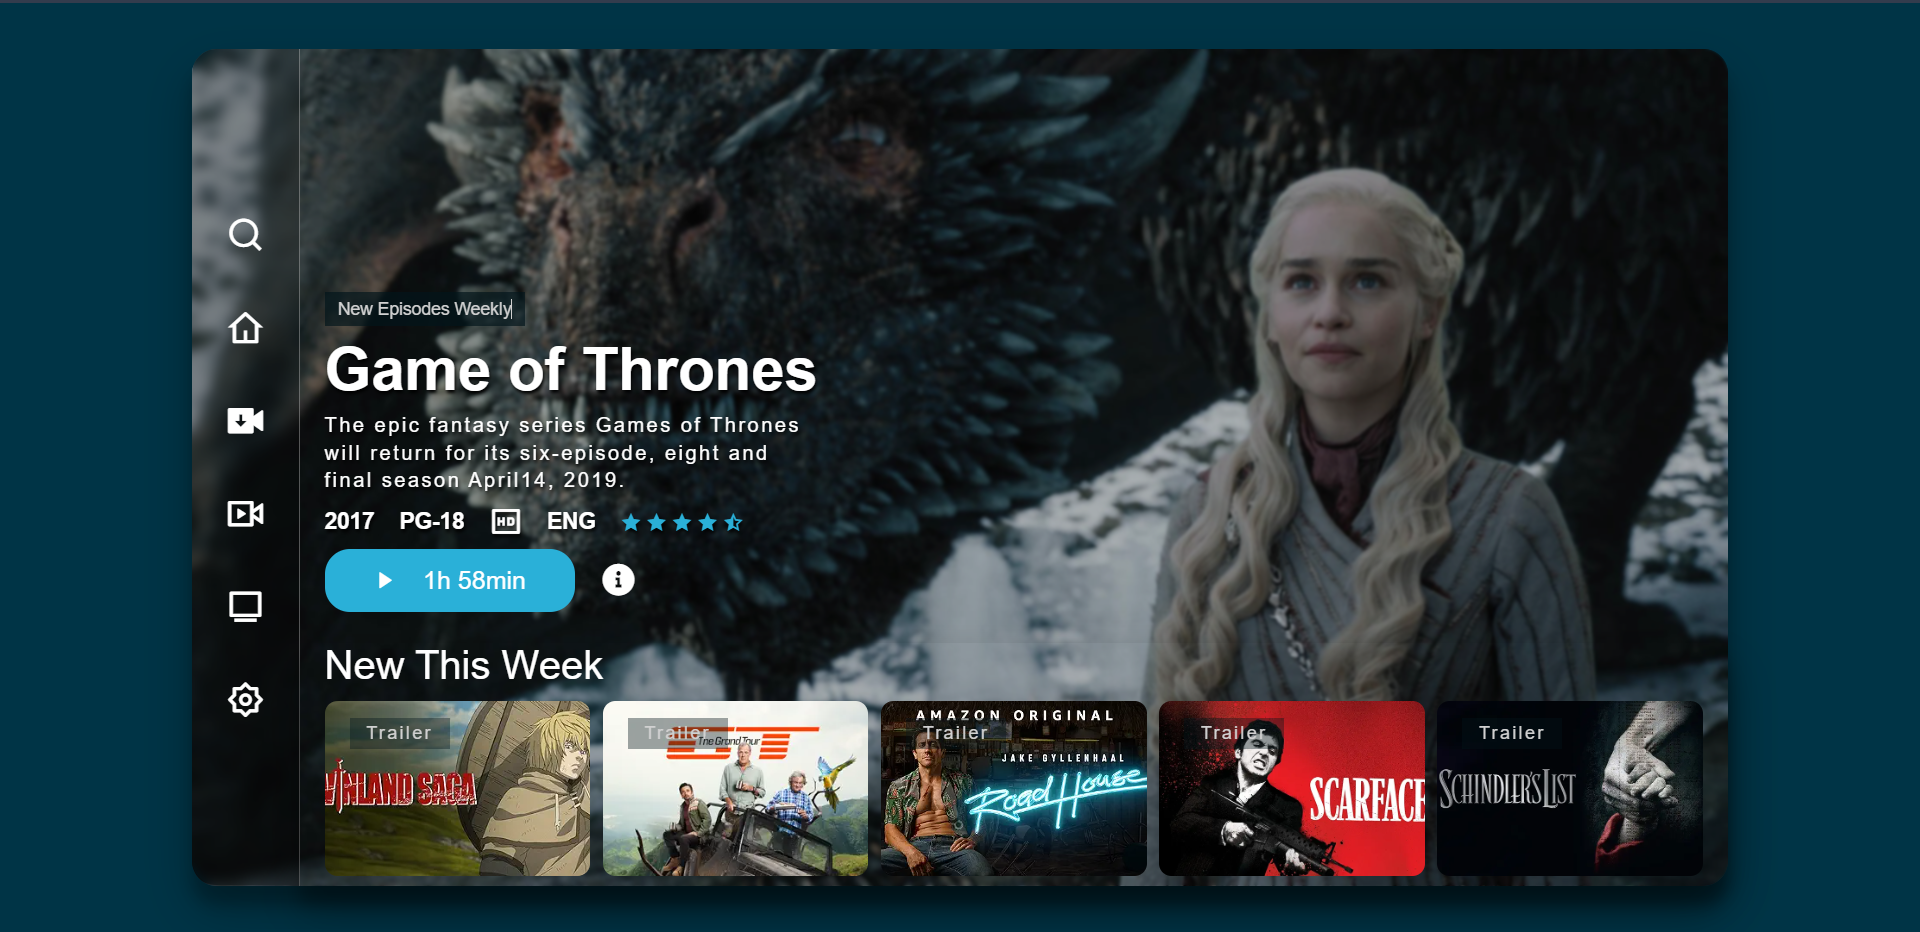 New Episodes Weekly
Game of Thrones
The epic fantasy series Games of Thrones
will return for its six-episode, eight and
final season April14, 2019.
2017 PG-18 HD ENG
1h 58min
New This Week
Trailer
VINLAND SAGA
Trailer
The Grand Tour
AMAZON ORIGINAL
Trailer
JAKE GYLLENHAAL
Road House
Trailer
SCARFACE
Trailer
SCHINDLER'S LIST